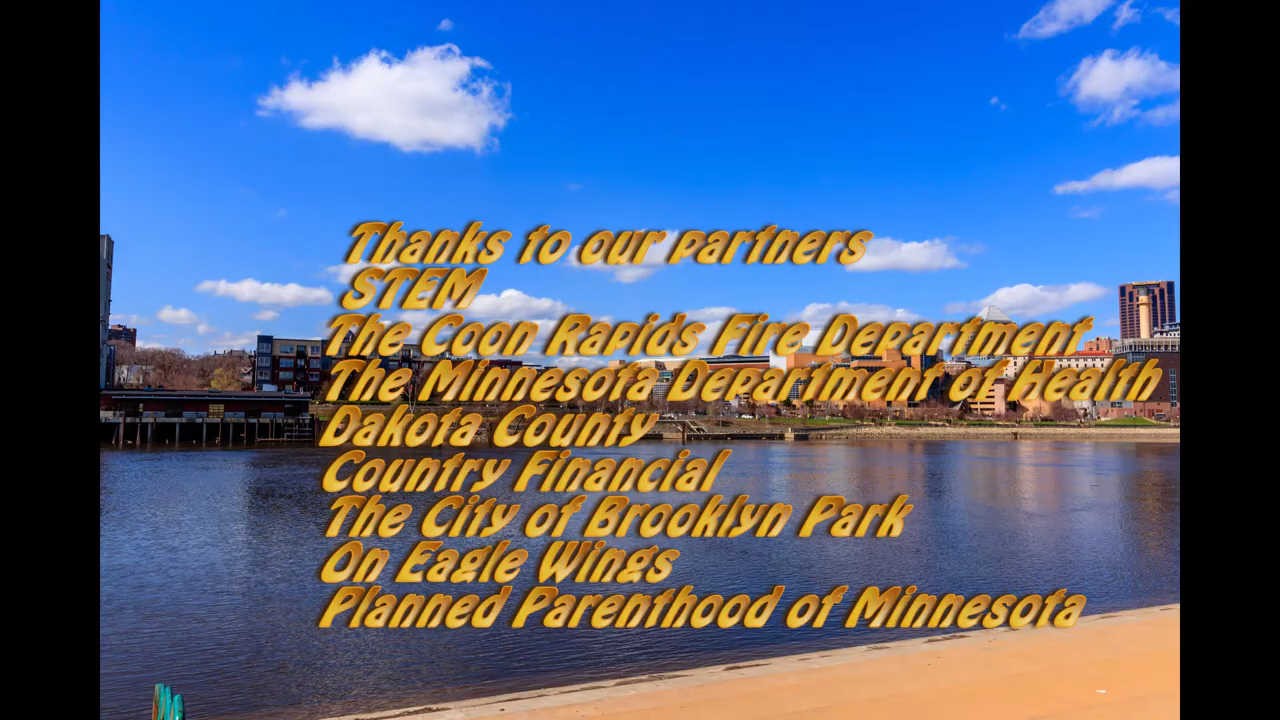 Thanks to our partners
STEM
The Coon Rapids Fire Department
The Minnesota Department of Health
Dakota County
Country Financial
The City of Brooklyn Park
On Eagle Wings
Planned Parenthood of Minnesota